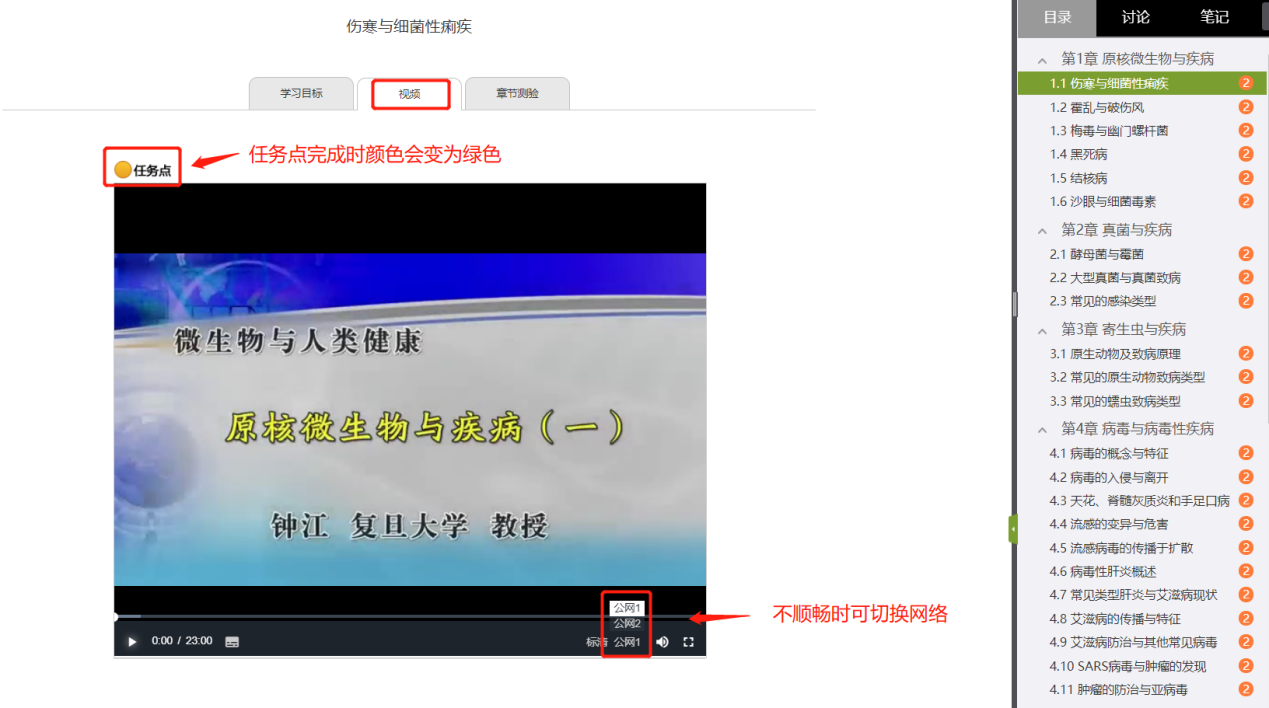 伤寒与细菌性痢疾
学习目标
视频
章节测验
任务点
任务点完成时颜色会变为绿色
微生物与人类健康
原核微生物与疾病（一）
钟江 复旦大学 教授
公网1
公网2
0:00 / 23:00
标清 公网1
不顺畅时可切换网络
目录 讨论 笔记
第1章 原核微生物与疾病
1.1 伤寒与细菌性痢疾 2
1.2 霍乱与破伤风 2
1.3 梅毒与幽门螺杆菌 2
1.4 黑死病 2
1.5 结核病 2
1.6 沙眼与细菌毒素 2
第2章 真菌与疾病
2.1 酵母菌与霉菌 2
2.2 大型真菌与真菌致病 2
2.3 常见的感染类型 2
第3章 寄生虫与疾病
3.1 原生动物及致病原理 2
3.2 常见的原生动物致病类型 2
3.3 常见的蠕虫致病类型 2
第4章 病毒与病毒性疾病
4.1 病毒的概念与特征 2
4.2 病毒的入侵与离开 2
4.3 天花、脊髓灰质炎和手足口病 2
4.4 流感的变异与危害 2
4.5 流感病毒的传播于扩散 2
4.6 病毒性肝炎概述 2
4.7 常见类型肝炎与艾滋病现状 2
4.8 艾滋病的传播与特征 2
4.9 艾滋病防治与其他常见病毒 2
4.10 SARS病毒与肿瘤的发现 2
4.11 肿瘤的防治与亚病毒 2